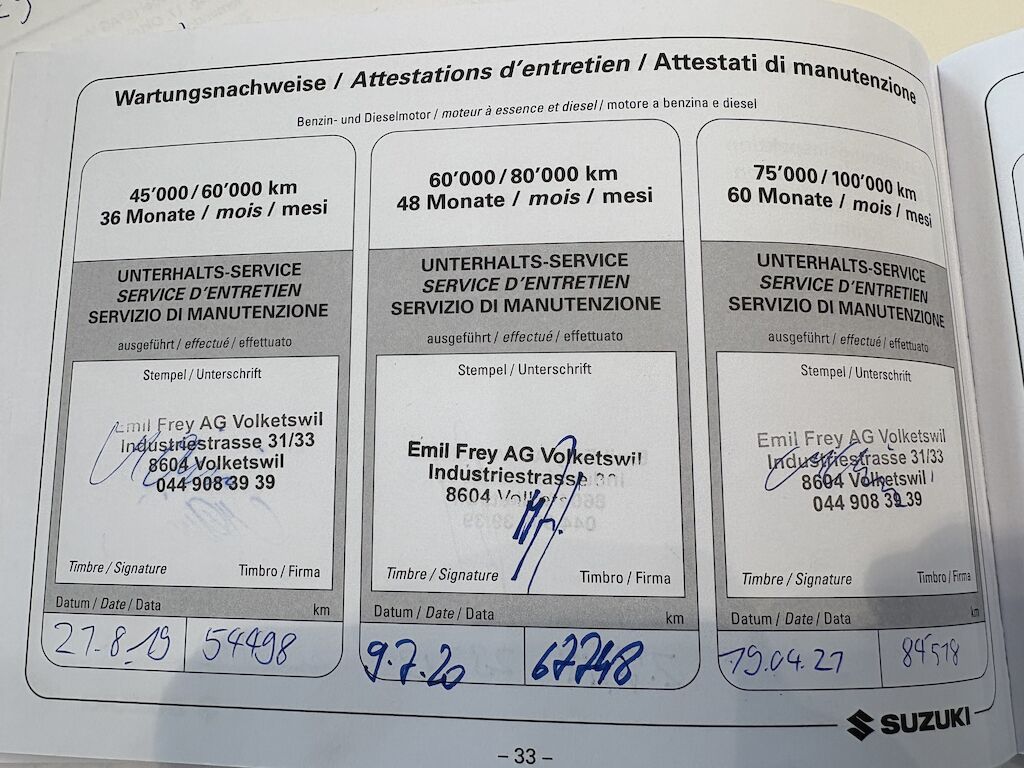 Wartungsnachweise / Attestations d'entretien / Attestati di manutenzione
Benzin- und Dieselmotor / moteur à essence et diesel / motore a benzina e diesel
45'000 / 60'000 km
36 Monate / mois / mesi
UNTERHALTS-SERVICE
SERVICE D'ENTRETIEN
SERVIZIO DI MANUTENZIONE
ausgeführt / effectué / effettuato
Stempel / Unterschrift
Emil Frey AG Volketswil
Industriestrasse 31/33
8604 Volketswil
044 908 39 39
Timbre / Signature Timbro / Firma
Datum / Date / Data km
27.8.19 54498
60'000 / 80'000 km
48 Monate / mois / mesi
UNTERHALTS-SERVICE
SERVICE D'ENTRETIEN
SERVIZIO DI MANUTENZIONE
ausgeführt / effectué / effettuato
Stempel / Unterschrift
Emil Frey AG Volketswil
Industriestrasse
8604
Timbre / Signature Timbro / Firma
Datum / Date / Data km
9.7.20 67748
75'000 / 100'000 km
60 Monate / mois / mesi
UNTERHALTS-SERVICE
SERVICE D'ENTRETIEN
SERVIZIO DI MANUTENZIONE
ausgeführt / effectué / effettuato
Stempel / Unterschrift
Emil Frey AG Volketswil
Industriestrasse 31/33
8604 Volketswil
044 908 39 39
Timbre / Signature Timbro / Firma
Datum / Date / Data km
19.04.21 84518
SUZUKI
– 33 –